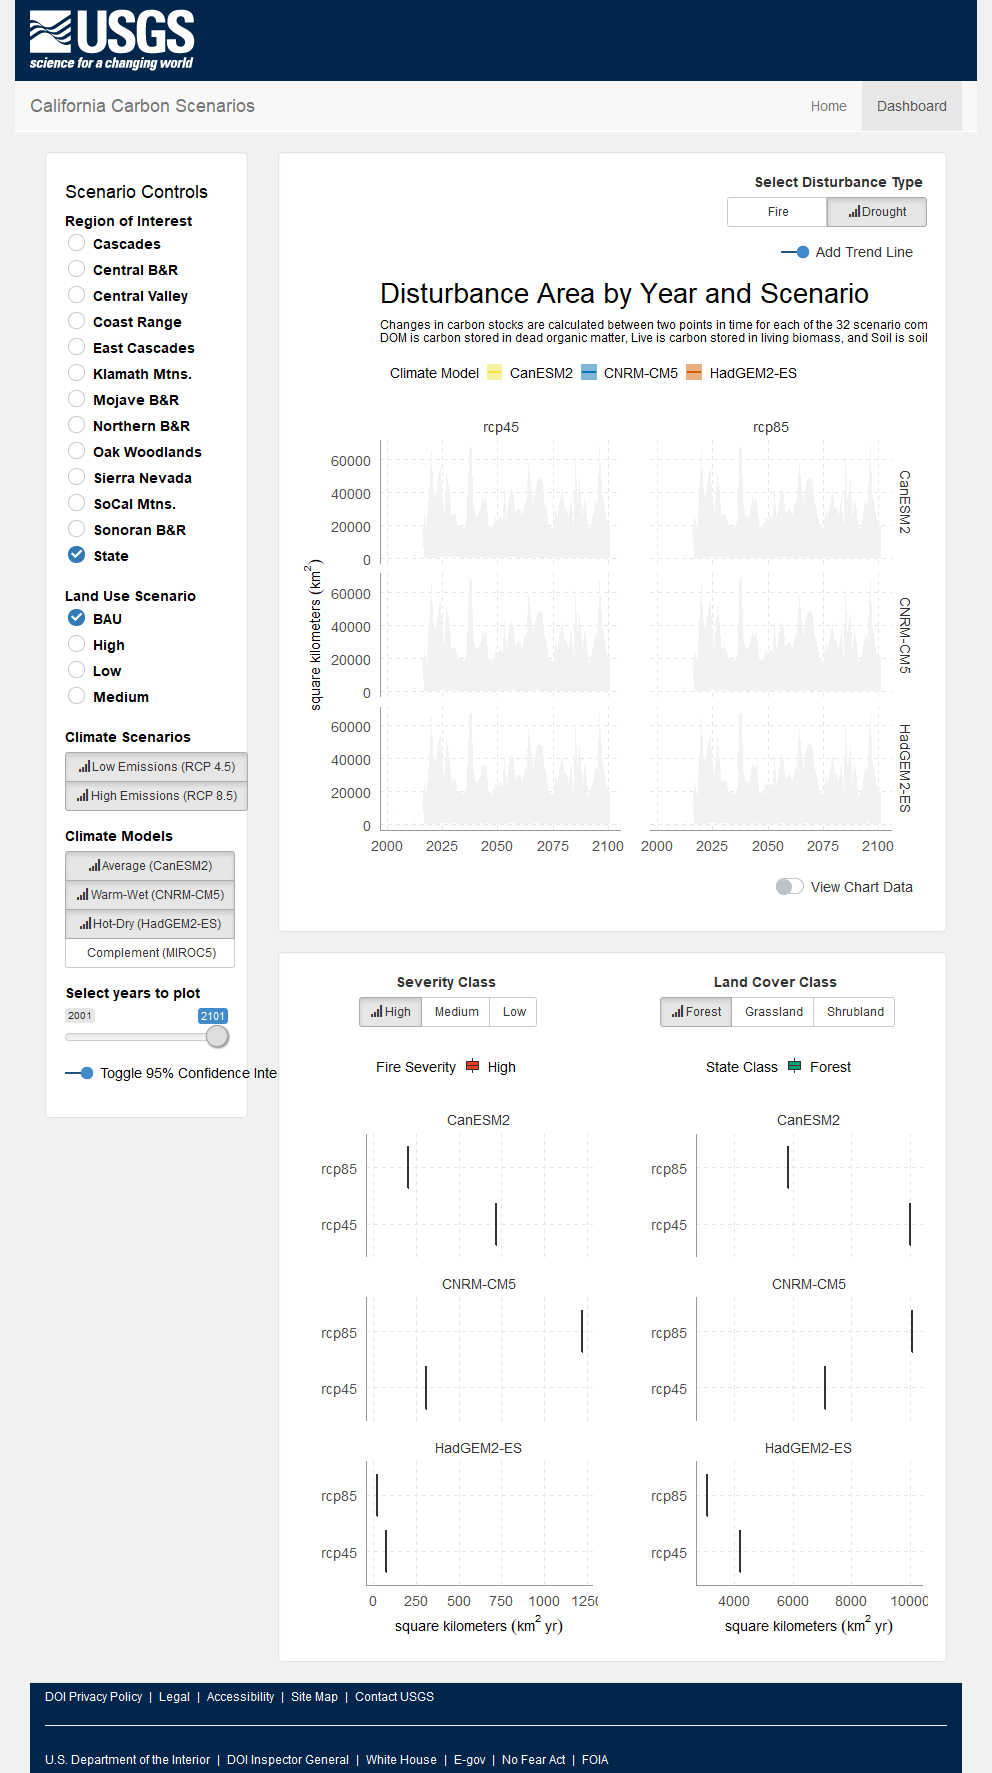 USGS
science for a changing world
California Carbon Scenarios
Home
Dashboard
Scenario Controls
Region of Interest
Cascades
Central B&R
Central Valley
Coast Range
East Cascades
Klamath Mtns.
Mojave B&R
Northern B&R
Oak Woodlands
Sierra Nevada
SoCal Mtns.
Sonoran B&R
State
Land Use Scenario
BAU
High
Low
Medium
Climate Scenarios
Low Emissions (RCP 4.5)
High Emissions (RCP 8.5)
Climate Models
Average (CanESM2)
Warm-Wet (CNRM-CM5)
Hot-Dry (HadGEM2-ES)
Complement (MIROC5)
Select years to plot
2001 2101
Toggle 95% Confidence Inte
Select Disturbance Type
Fire Drought
Add Trend Line
Disturbance Area by Year and Scenario
Changes in carbon stocks are calculated between two points in time for each of the 32 scenario com
DOM is carbon stored in dead organic matter, Live is carbon stored in living biomass, and Soil is soil
Climate Model CanESM2 CNRM-CM5 HadGEM2-ES
rcp45 rcp85
60000
40000
20000
0
CanESM2
60000
40000
20000
0
CNRM-CM5
60000
40000
20000
0
HadGEM2-ES
square kilometers (km²)
2000 2025 2050 2075 2100 2000 2025 2050 2075 2100
View Chart Data
Severity Class
High Medium Low
Fire Severity High
CanESM2
rcp85
rcp45
CNRM-CM5
rcp85
rcp45
HadGEM2-ES
rcp85
rcp45
0 250 500 750 1000 1250
square kilometers (km² yr)
Land Cover Class
Forest Grassland Shrubland
State Class Forest
CanESM2
rcp85
rcp45
CNRM-CM5
rcp85
rcp45
HadGEM2-ES
rcp85
rcp45
4000 6000 8000 10000
square kilometers (km² yr)
DOI Privacy Policy | Legal | Accessibility | Site Map | Contact USGS
U.S. Department of the Interior | DOI Inspector General | White House | E-gov | No Fear Act | FOIA